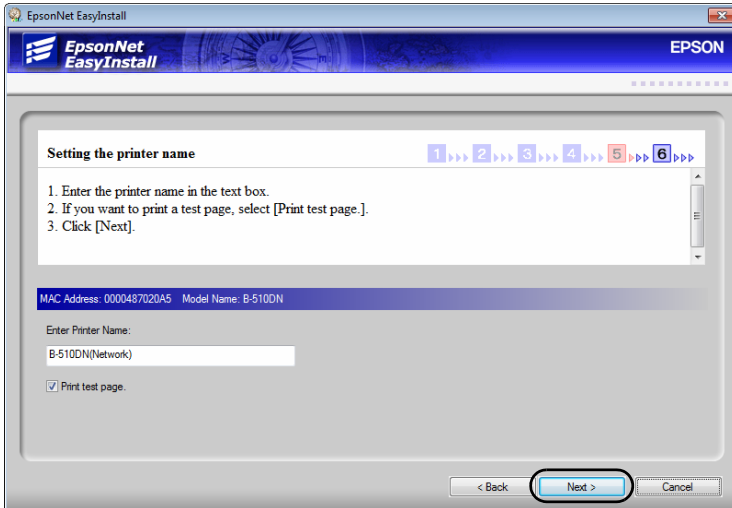 EpsonNet EasyInstall
EpsonNet
EasyInstall
EPSON
Setting the printer name
1 2 3 4 5 6
1. Enter the printer name in the text box.
2. If you want to print a test page, select [Print test page.].
3. Click [Next].
MAC Address: 0000487020A5 Model Name: B-510DN
Enter Printer Name:
B-510DN(Network)
Print test page.
< Back Next > Cancel